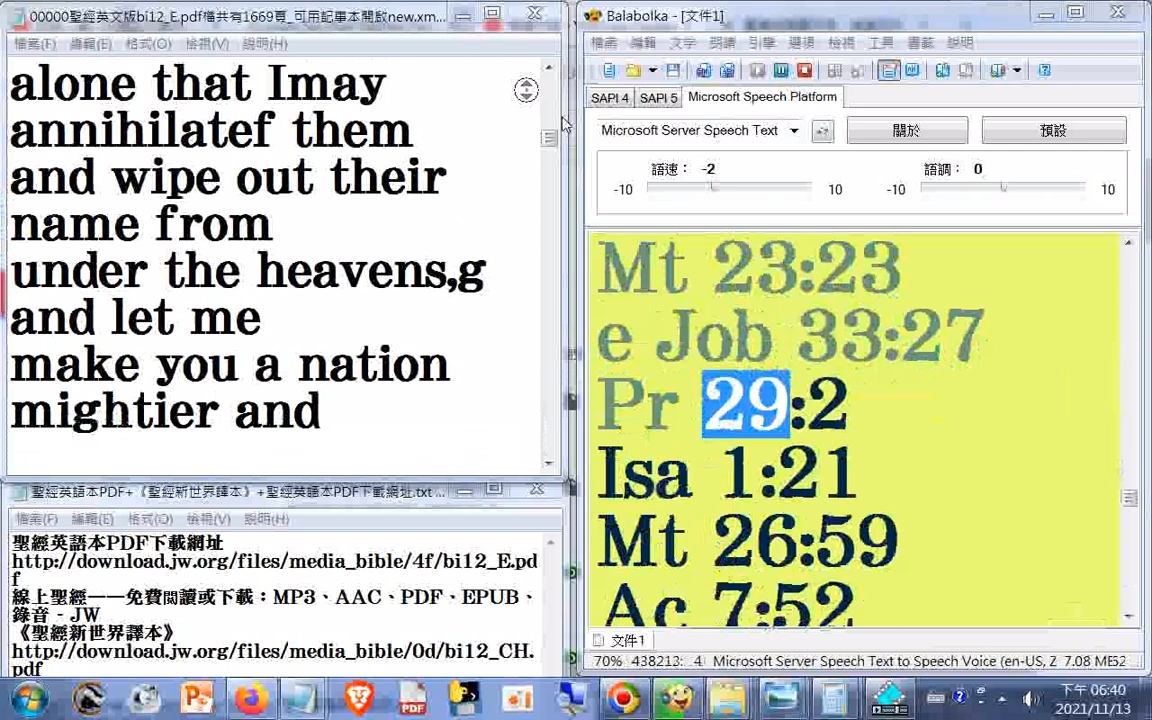 00000聖經英文版bi12_E.pdf檔共有1669頁_可用記事本開啟new.xm...
檔案(F) 編輯(E) 格式(O) 檢視(V) 說明(H)
alone that Imay
annihilatef them
and wipe out their
name from
under the heavens,g
and let me
make you a nation
mightier and
聖經英語本PDF+《聖經新世界譯本》+聖經英語本PDF下載網址.txt ...
檔案(F) 編輯(E) 格式(O) 檢視(V) 說明(H)
聖經英語本PDF下載網址
http://download.jw.org/files/media_bible/4f/bi12_E.pd
f
線上聖經——免費閱讀或下載：MP3、AAC、PDF、EPUB、
錄音 - JW
《聖經新世界譯本》
http://download.jw.org/files/media_bible/0d/bi12_CH.
pdf
Balabolka - [文件1]
檔案 編輯 文字 朗讀 引擎 選項 檢視 工具 書籤 說明
SAPI 4 SAPI 5 Microsoft Speech Platform
Microsoft Server Speech Text 關於 預設
語速： -2 語調： 0
-10 10 -10 10
Mt 23:23
e Job 33:27
Pr 29:2
Isa 1:21
Mt 26:59
Ac 7:52
文件1
70% 438213: .4 Microsoft Server Speech Text to Speech Voice (en-US, Z 7.08 ME52
下午 06:40
2021/11/13